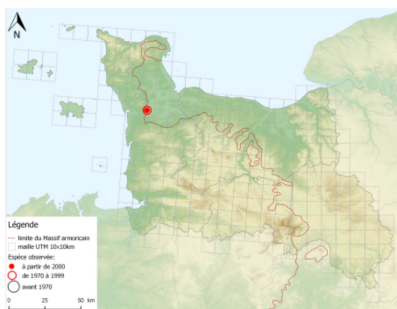 N
Légende
limite du Massif armoricain
maille UTM 10x10km
Espèce observée:
à partir de 2000
de 1970 à 1999
avant 1970
0 25 50 km